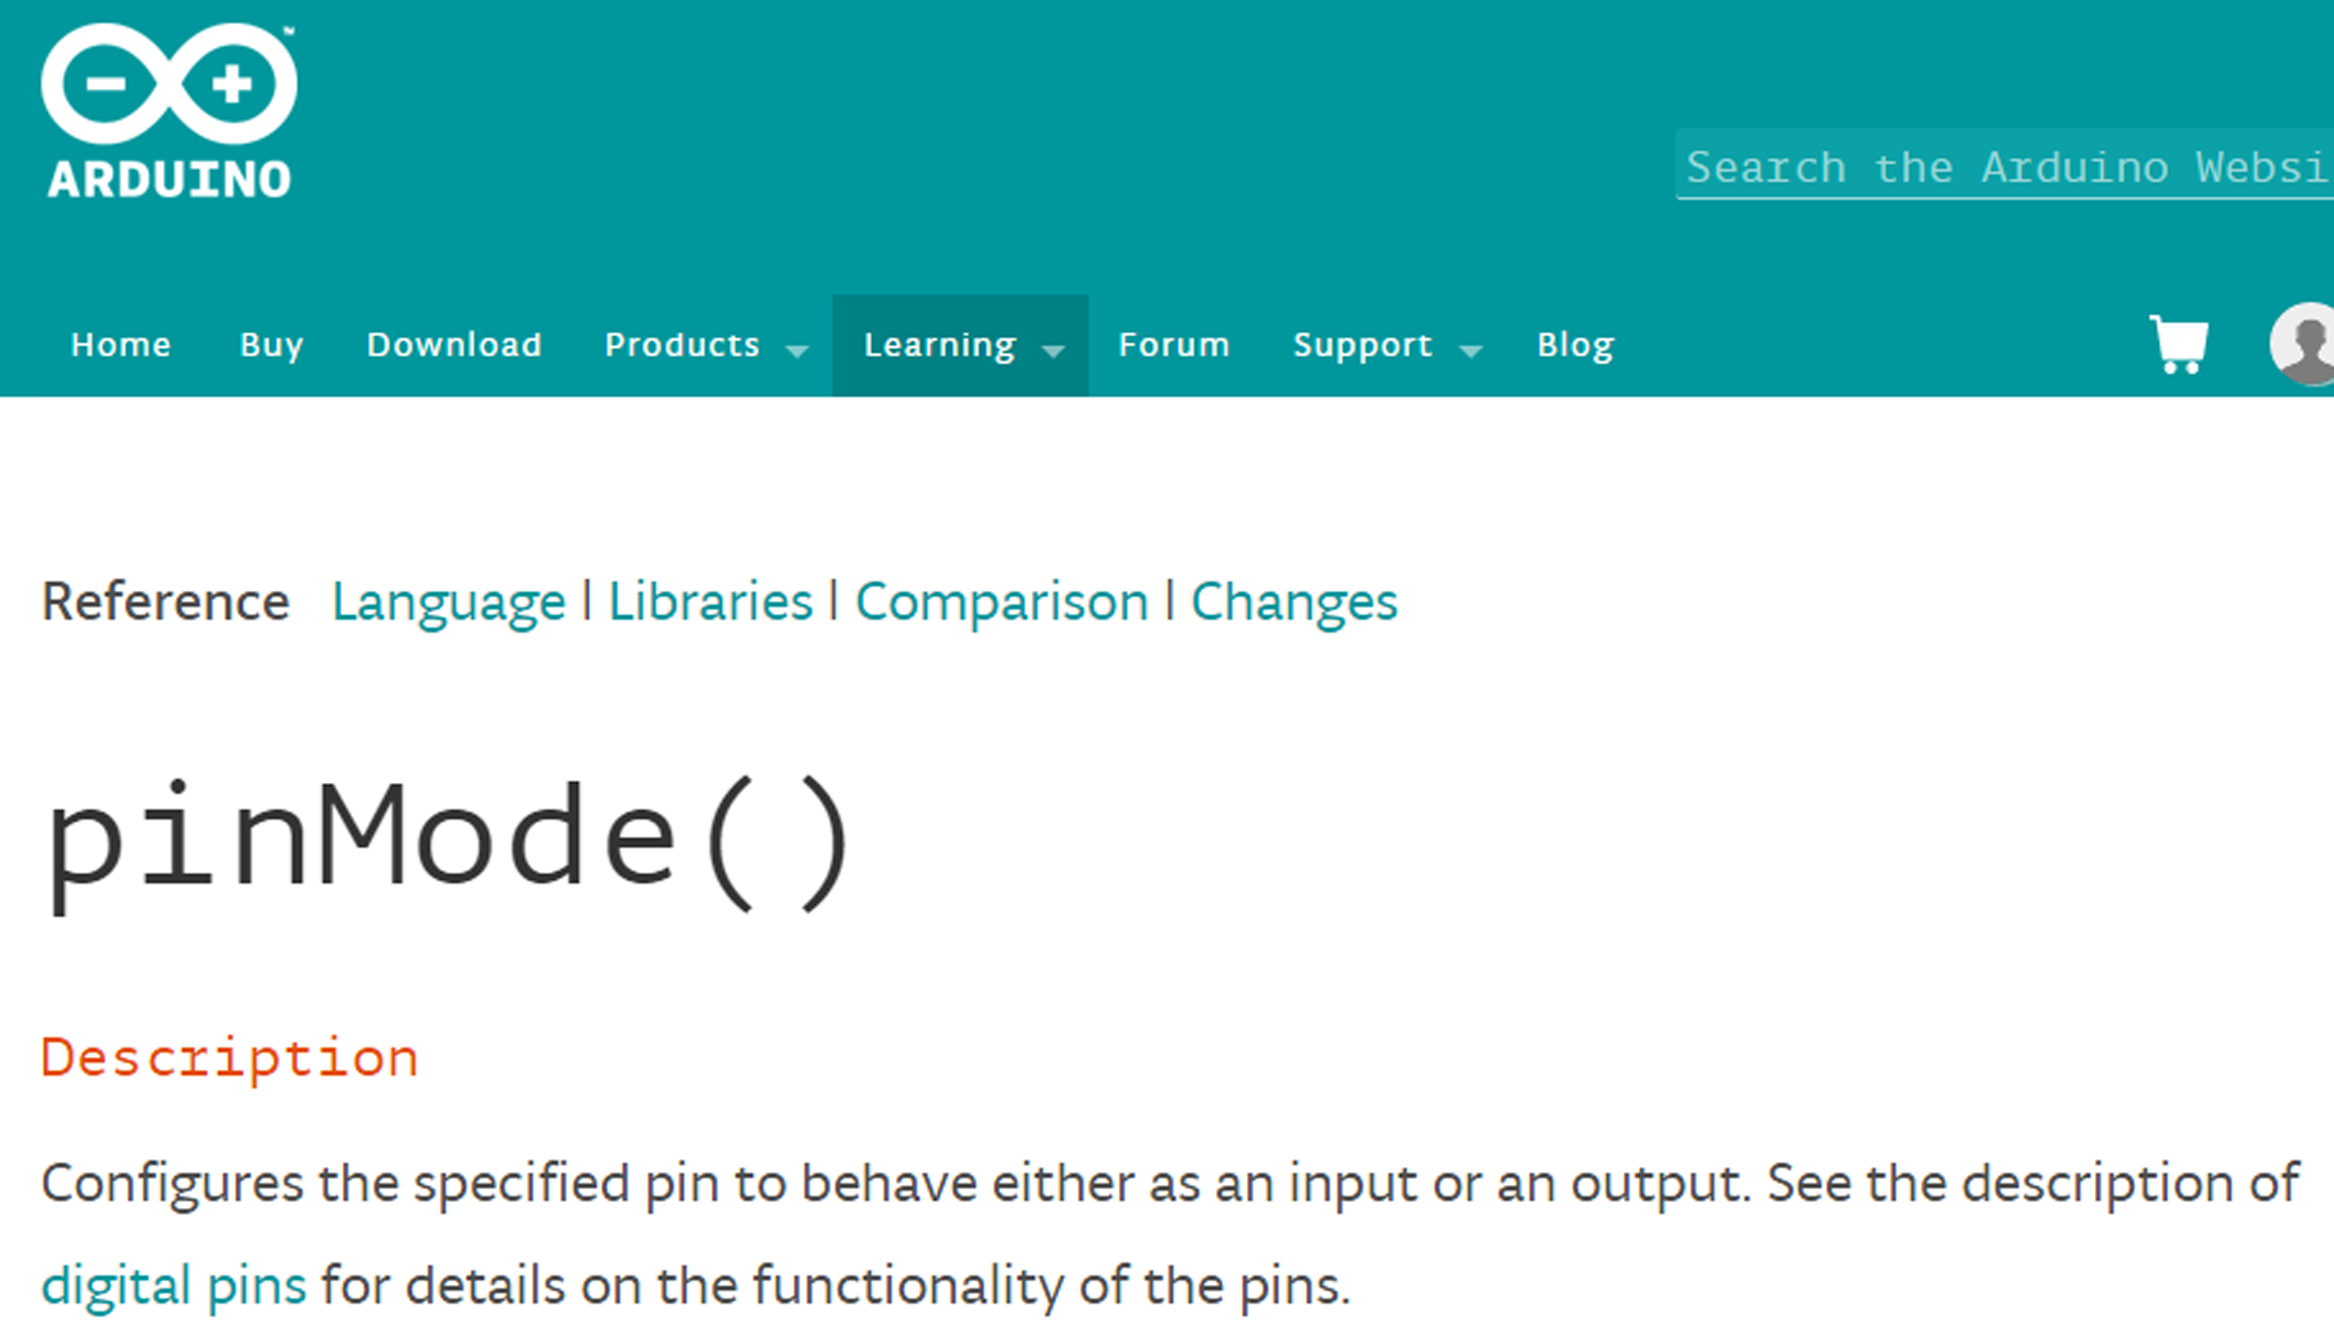 ARDUINO
Search the Arduino Websi
Home Buy Download Products Learning Forum Support Blog
Reference Language | Libraries | Comparison | Changes
pinMode()
Description
Configures the specified pin to behave either as an input or an output. See the description of
digital pins for details on the functionality of the pins.